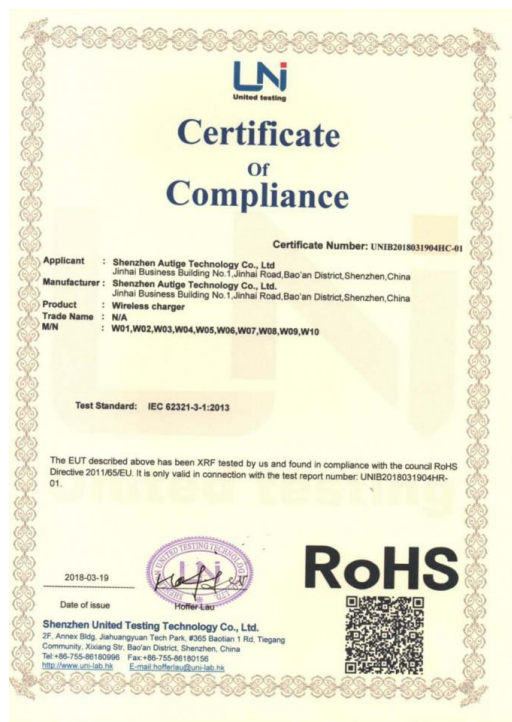 UNi
United testing
Certificate
Of
Compliance
Certificate Number: UNIB2018031904HC-01
Applicant : Shenzhen Autige Technology Co., Ltd
Jinhai Business Building No.1,Jinhai Road,Bao'an District,Shenzhen,China
Manufacturer : Shenzhen Autige Technology Co., Ltd.
Jinhai Business Building No.1,Jinhai Road,Bao'an District,Shenzhen,China
Product : Wireless charger
Trade Name : N/A
M/N : W01,W02,W03,W04,W05,W06,W07,W08,W09,W10
Test Standard: IEC 62321-3-1:2013
The EUT described above has been XRF tested by us and found in compliance with the council RoHS
Directive 2011/65/EU. It is only valid in connection with the test report number: UNIB2018031904HR-
01.
RoHS
2018-03-19
Date of issue
Hoffer Lau
Shenzhen United Testing Technology Co., Ltd.
2F, Annex Bldg, Jiahuangyuan Tech Park, #365 Baotian 1 Rd, Tiegang
Community, Xixiang Str, Bao'an District, Shenzhen, China
Tel:+86-755-86180996 Fax:+86-755-86180156
http://www.uni-lab.hk E-mail:hofferlau@uni-lab.hk